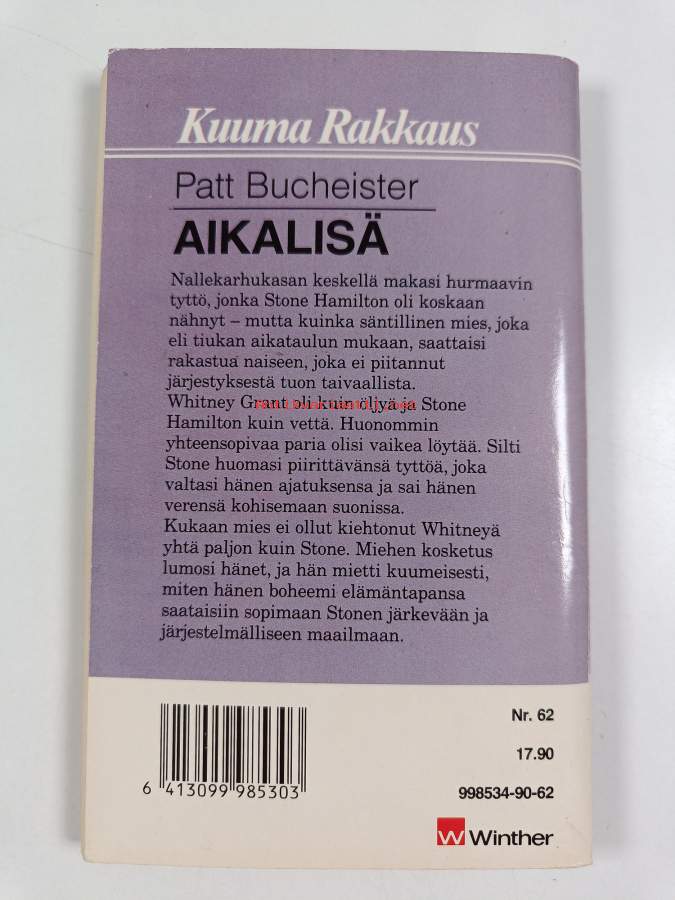 Kuuma Rakkaus
Patt Bucheister
AIKALISÄ
Nallekarhukasan keskellä makasi hurmaavin
tyttö, jonka Stone Hamilton oli koskaan
nähnyt – mutta kuinka säntillinen mies, joka
eli tiukan aikataulun mukaan, saattaisi
rakastua naiseen, joka ei piitannut
järjestyksestä tuon taivaallista.
Whitney Grant oli kuin öljyä ja Stone
Hamilton kuin vettä. Huonommin
yhteensopivaa paria olisi vaikea löytää. Silti
Stone huomasi piirittävänsä tyttöä, joka
valtasi hänen ajatuksensa ja sai hänen
verensä kohisemaan suonissa.
Kukaan mies ei ollut kiehtonut Whitneyä
yhtä paljon kuin Stone. Miehen kosketus
lumosi hänet, ja hän mietti kuumeisesti,
miten hänen boheemi elämäntapansa
saataisiin sopimaan Stonen järkevään ja
järjestelmälliseen maailmaan.
Nr. 62
17.90
6 413099 985303
998534-90-62
W Winther